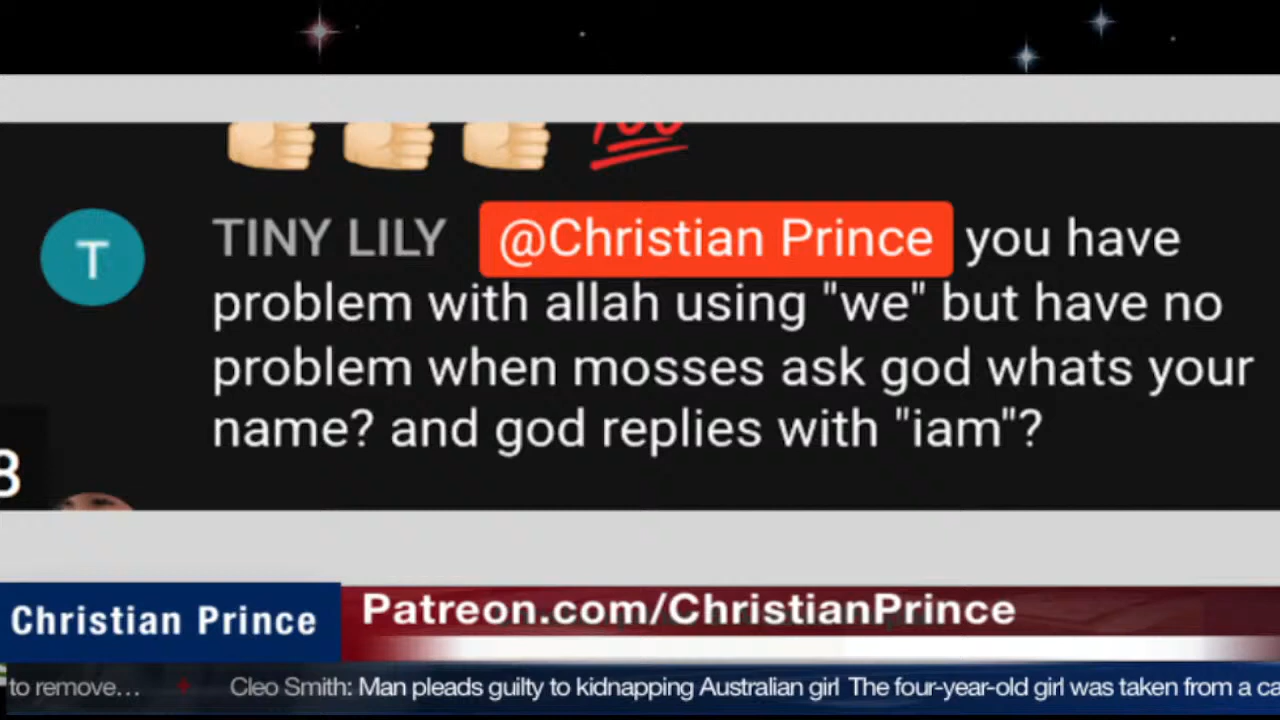 TINY LILY @Christian Prince you have
problem with allah using "we" but have no
problem when mosses ask god whats your
name? and god replies with "iam"?
T
8
Christian Prince
Patreon.com/ChristianPrince
to remove... Cleo Smith: Man pleads guilty to kidnapping Australian girl The four-year-old girl was taken from a ca